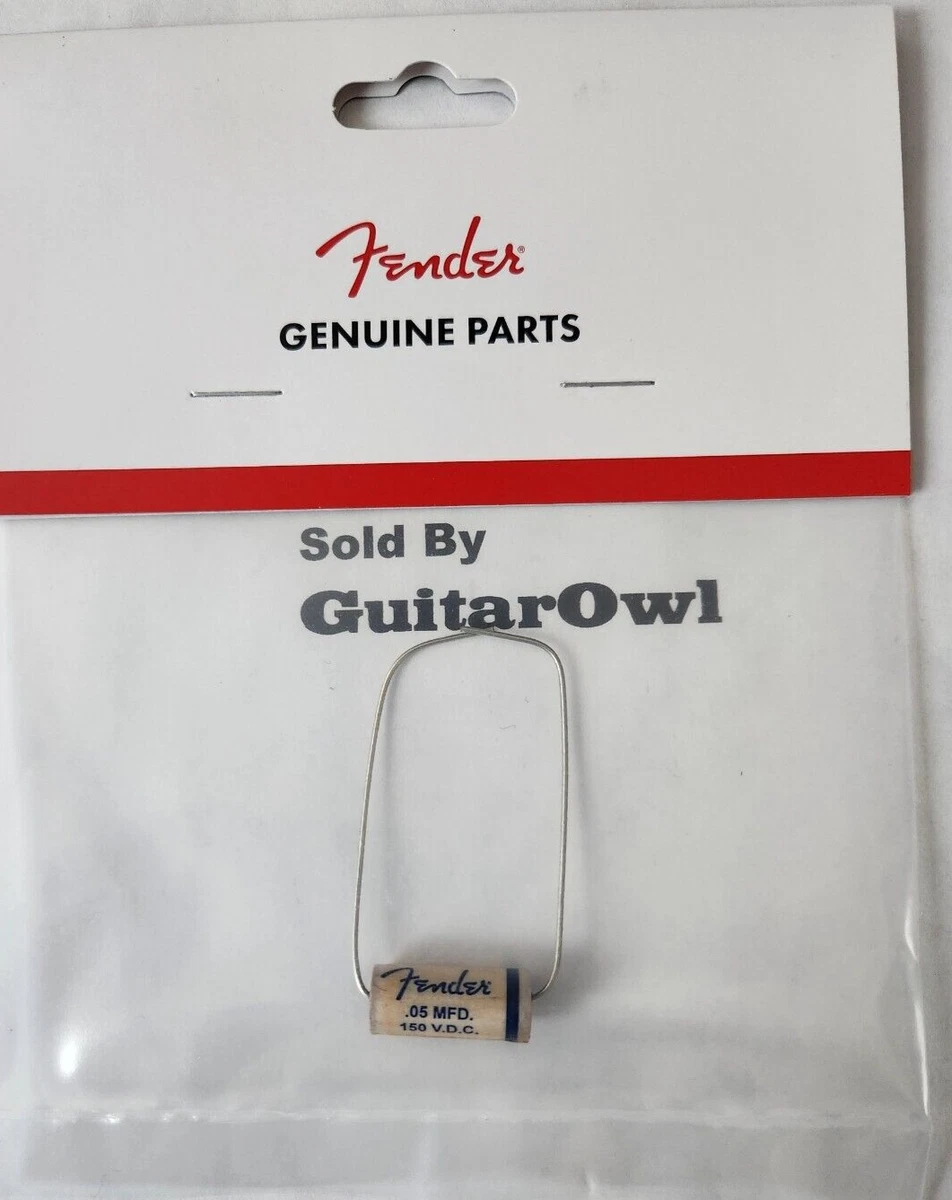 Fender®
GENUINE PARTS
Sold By
GuitarOwl
Fender
.05 MFD.
150 V.D.C.